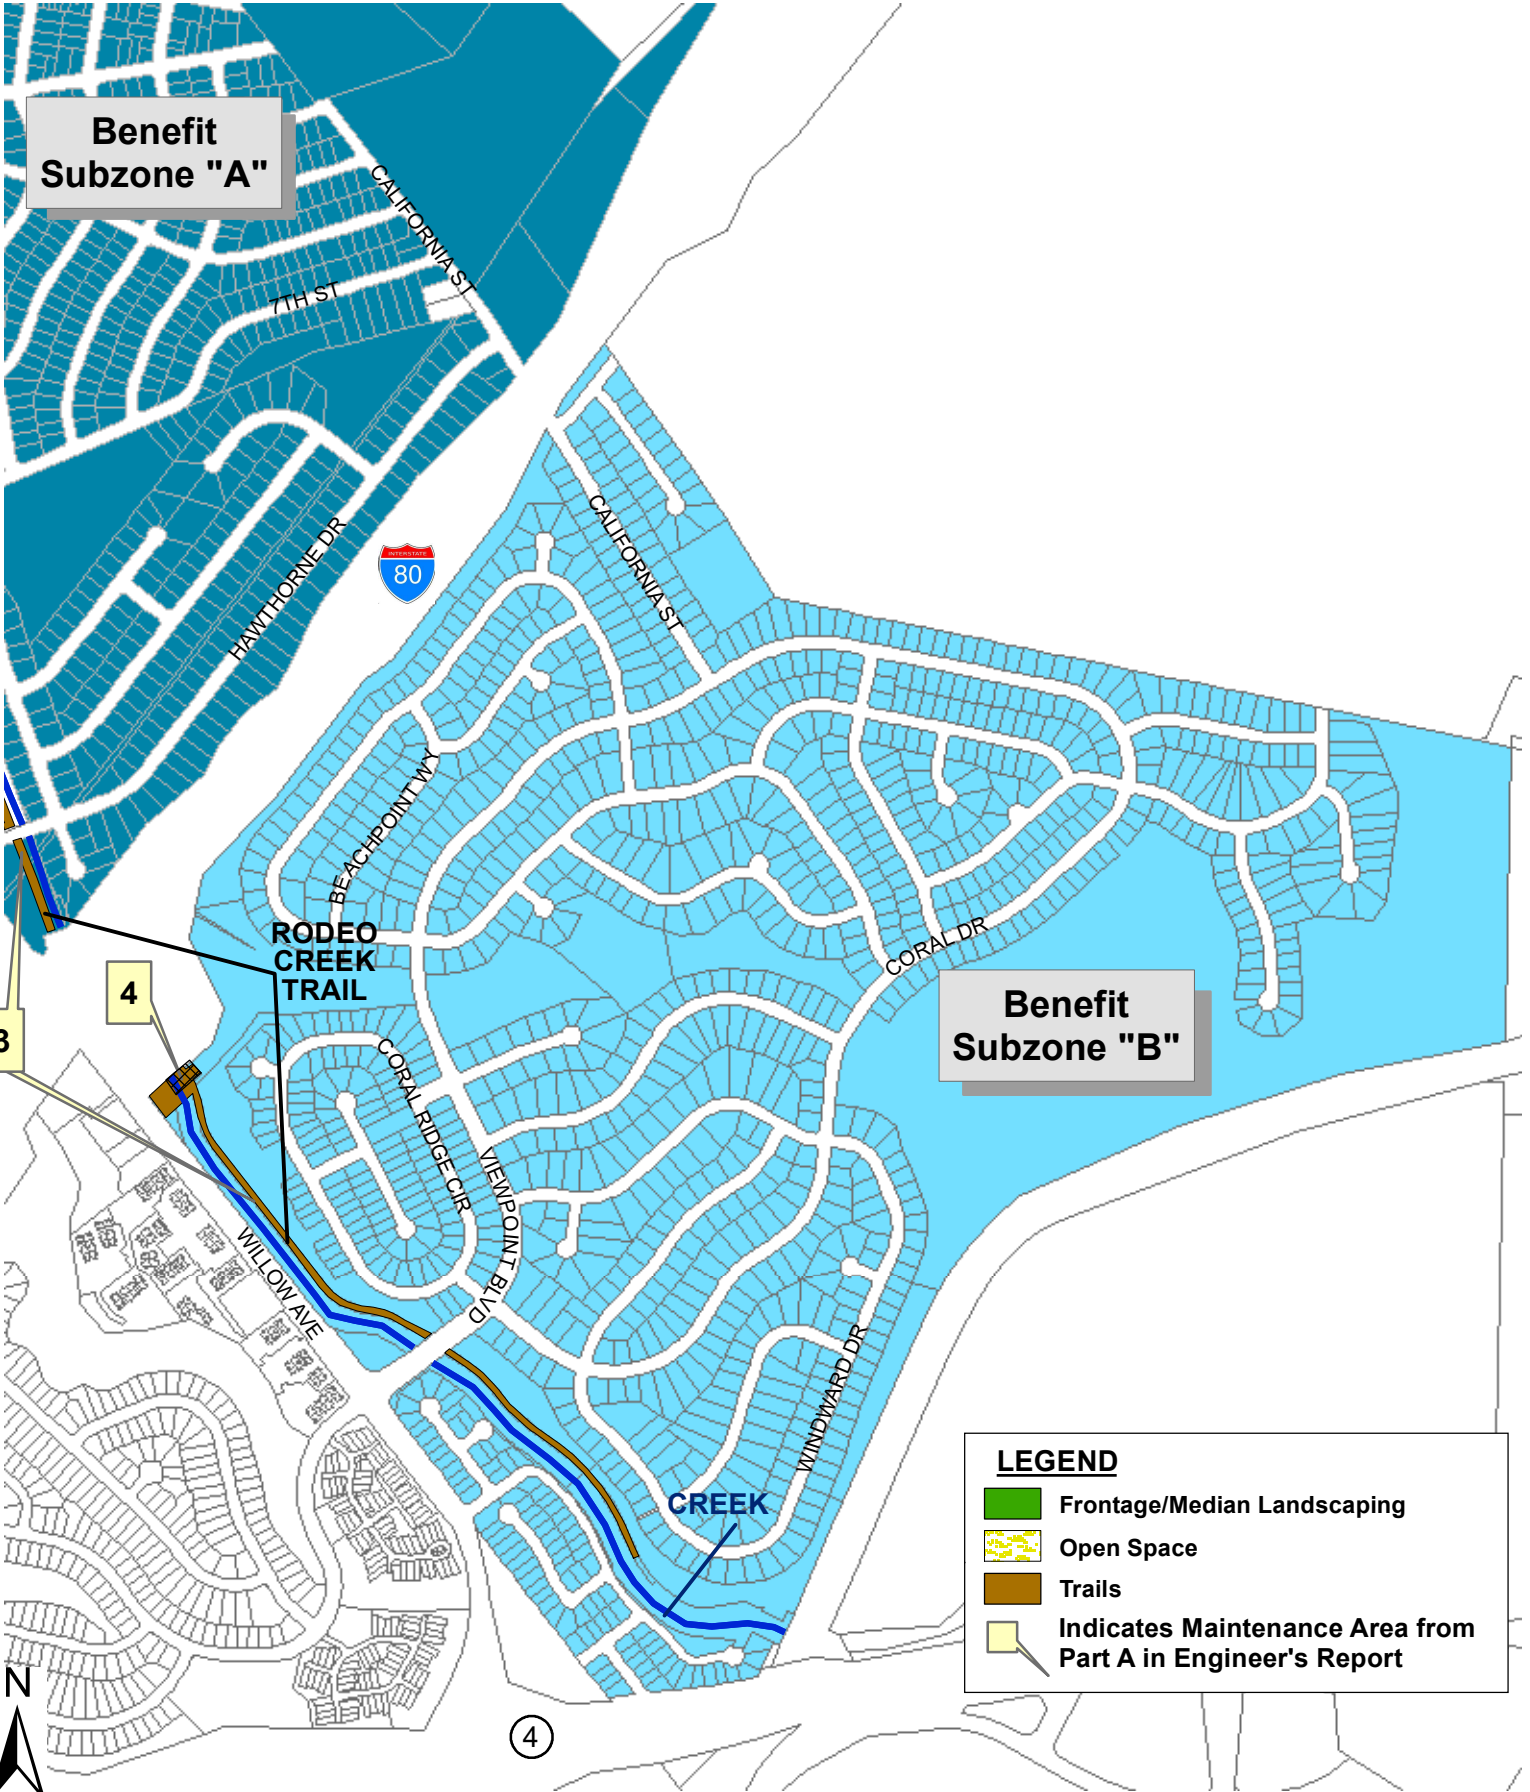 Benefit
Subzone "A"
CALIFORNIA ST
7TH ST
HAWTHORNE DR
INTERSTATE
80
CALIFORNIA ST
BEACHPOINT WY
RODEO
CREEK
TRAIL
4
3
CORAL DR
Benefit
Subzone "B"
CORAL RIDGE CIR
VIEWPOINT BLVD
WILLOW AVE
WINDWARD DR
CREEK
LEGEND
Frontage/Median Landscaping
Open Space
Trails
Indicates Maintenance Area from
Part A in Engineer's Report
N
4